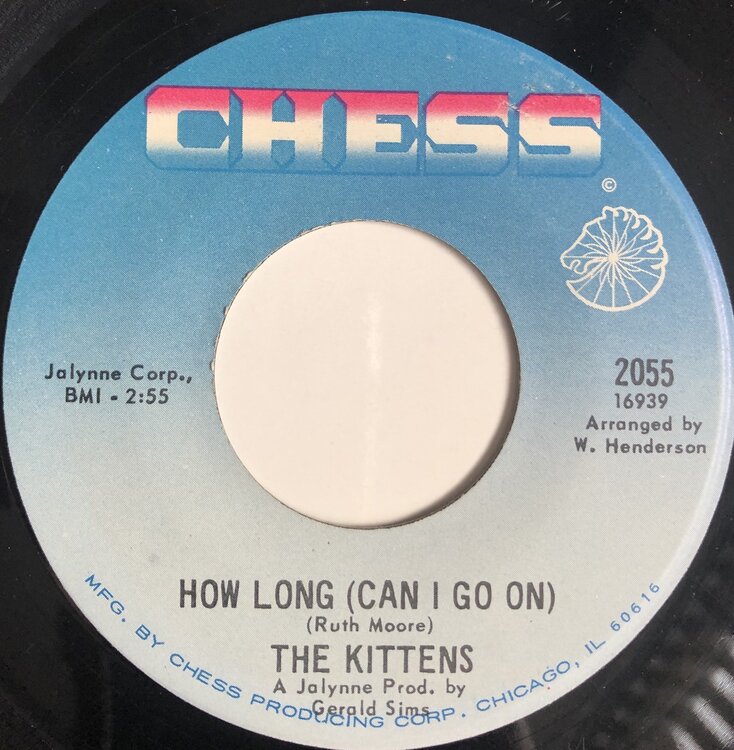 CHESS
©
Jalynne Corp.,
BMI - 2:55
2055
16939
Arranged by
W. Henderson
HOW LONG (CAN I GO ON)
(Ruth Moore)
THE KITTENS
A Jalynne Prod. by
Gerald Sims
MFG. BY CHESS PRODUCING CORP. CHICAGO, IL 60616